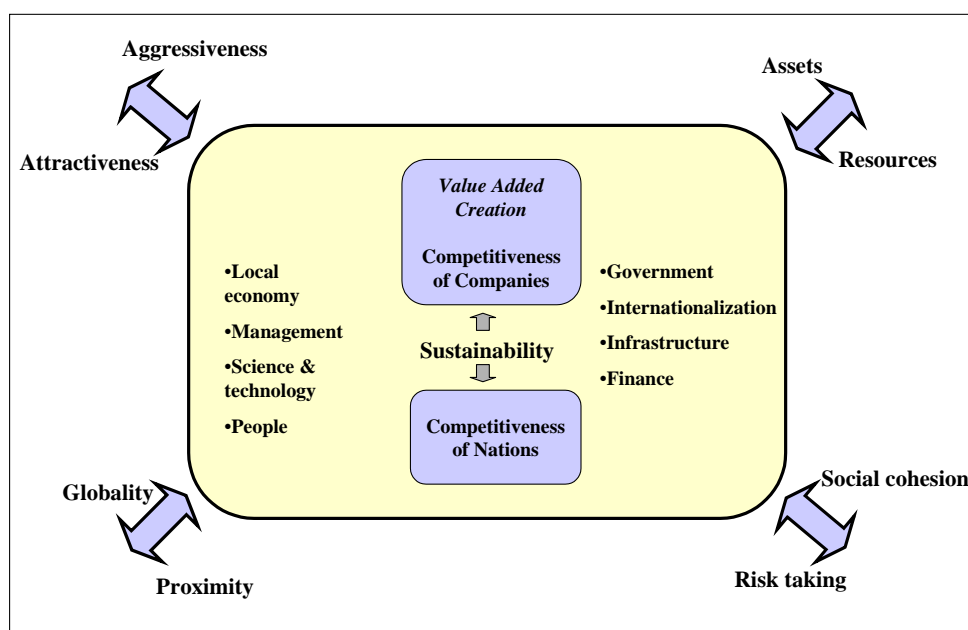 Aggressiveness
Attractiveness
Assets
Resources
Value Added
Creation
Competitiveness
of Companies
•Local
economy
•Management
•Science &
technology
•People
Sustainability
•Government
•Internationalization
•Infrastructure
•Finance
Competitiveness
of Nations
Globality
Proximity
Social cohesion
Risk taking